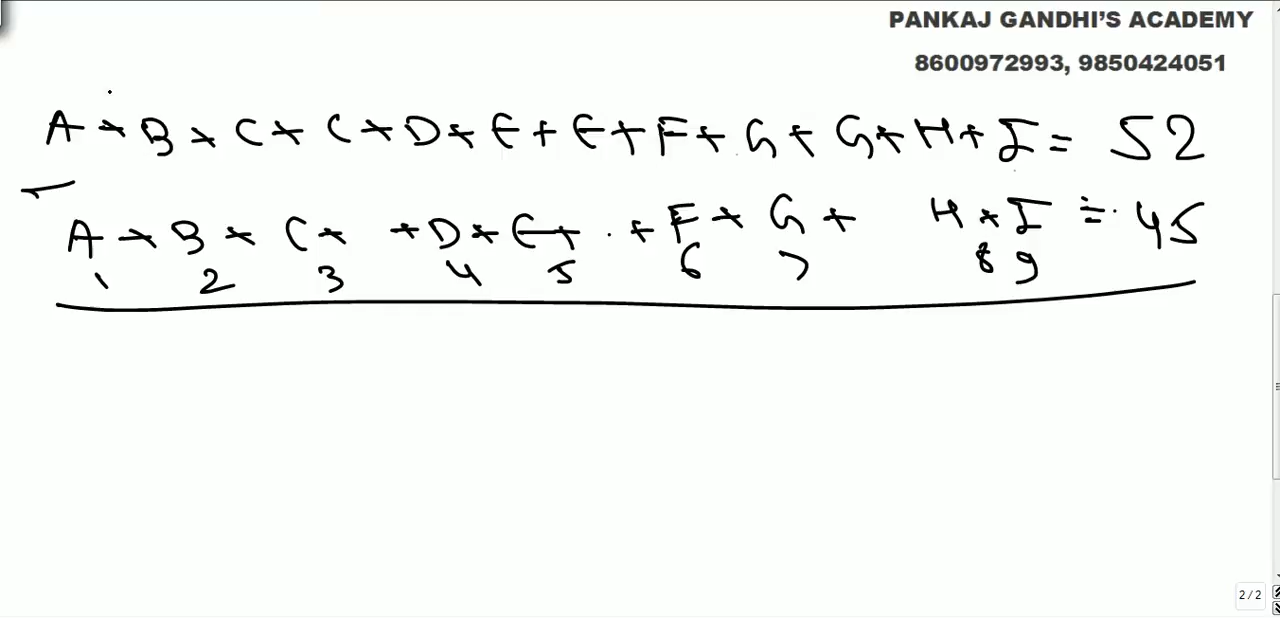 PANKAJ GANDHI'S ACADEMY
8600972993, 9850424051
A + B + C + C + D + E + E + F + G + G + H + I = 52
- A + B + C + + D + E + + F + G + H + I = 45
1 2 3 4 5 6 7 8 9
2 / 2